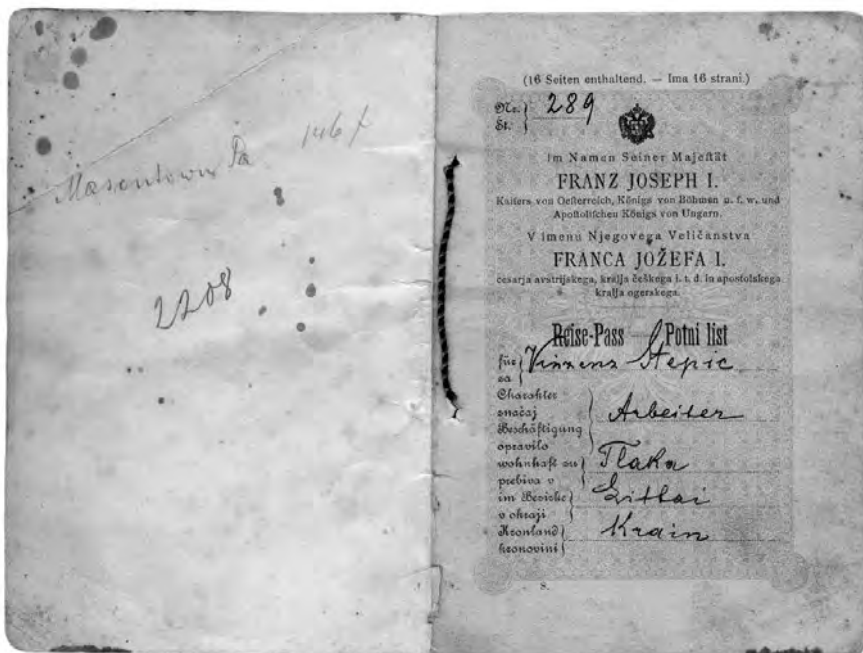 Masontown Pa 146
2208
(16 Seiten enthaltend. — Ima 16 strani.)
Nr. 289
Št.
Im Namen Seiner Majeſtät
FRANZ JOSEPH I.
Kaiſers von Oeſterreich, Königs von Böhmen u. ſ. w. und
Apoſtoliſchen Königs von Ungarn.
V imenu Njegovega Veličanstva
FRANCA JOŽEFA I.
cesarja avstrijskega, kralja češkega i. t. d. in apostolskega
kralja ogerskega.
Reise-Pass — Potni list
für Vinzenz Štepic
za
Charakter
značaj Arbeiter
Beschäftigung
opravilo
wohnhaft zu Tlaka
prebiva v
im Bezirke Littai
v okraji
Kronland Krain
kronovini
S.